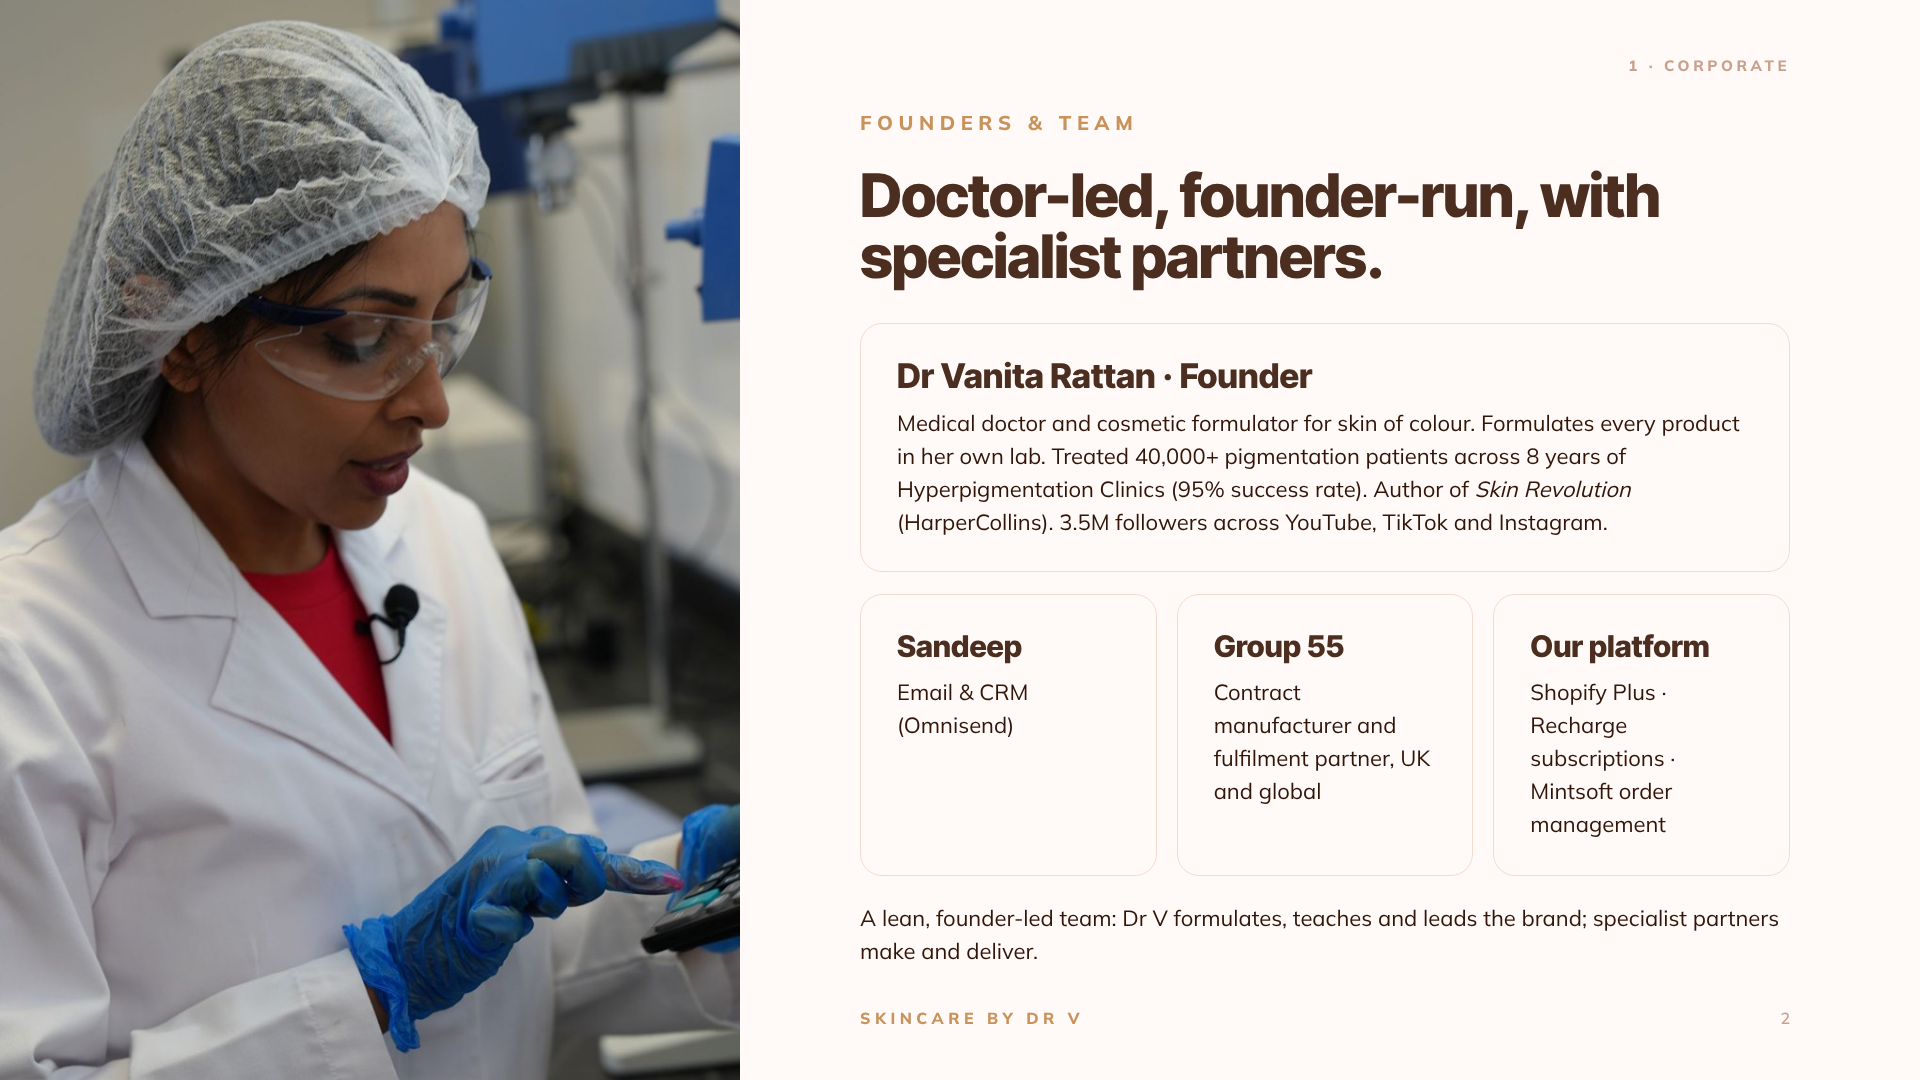 1 · CORPORATE
FOUNDERS & TEAM
Doctor-led, founder-run, with
specialist partners.
Dr Vanita Rattan · Founder
Medical doctor and cosmetic formulator for skin of colour. Formulates every product
in her own lab. Treated 40,000+ pigmentation patients across 8 years of
Hyperpigmentation Clinics (95% success rate). Author of Skin Revolution
(HarperCollins). 3.5M followers across YouTube, TikTok and Instagram.
Sandeep
Email & CRM
(Omnisend)
Group 55
Contract
manufacturer and
fulfilment partner, UK
and global
Our platform
Shopify Plus ·
Recharge
subscriptions ·
Mintsoft order
management
A lean, founder-led team: Dr V formulates, teaches and leads the brand; specialist partners
make and deliver.
SKINCARE BY DR V
2